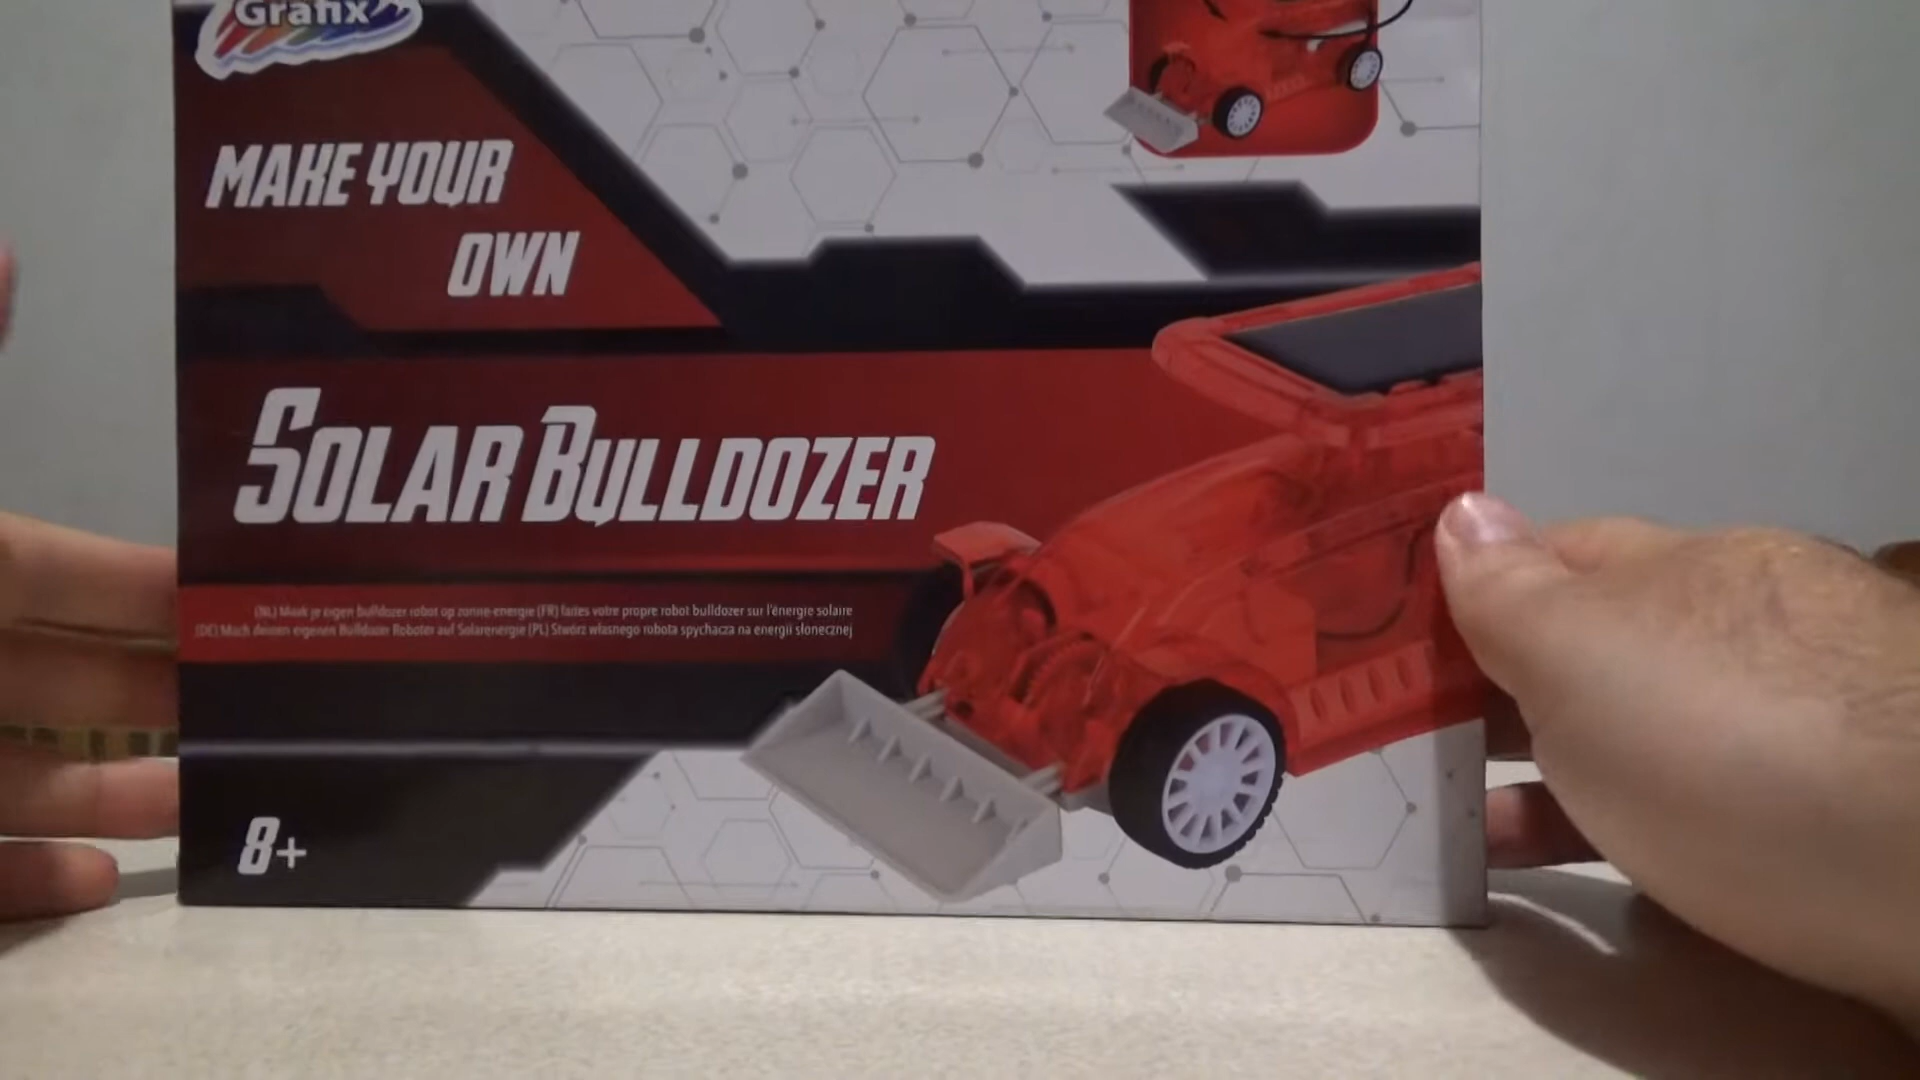 Grafix
MAKE YOUR
OWN
SOLAR BULLDOZER
(NL) Maak je eigen bulldozer robot op zonne-energie (FR) faites votre propre robot bulldozer sur l'énergie solaire
(DE) Mach deinen eigenen Bulldozer Roboter auf Solarenergie (PL) Stwórz własnego robota spychacza na energii słonecznej
8+